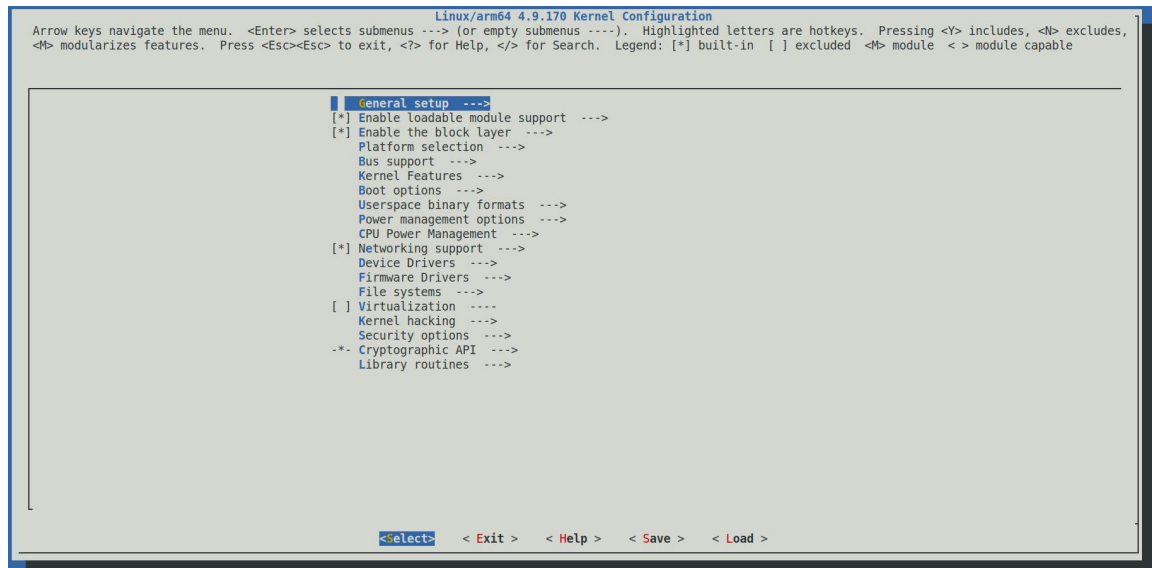 Linux/arm64 4.9.170 Kernel Configuration
Arrow keys navigate the menu.  <Enter> selects submenus ---> (or empty submenus ----).  Highlighted letters are hotkeys.  Pressing <Y> includes, <N> excludes,
<M> modularizes features.  Press <Esc><Esc> to exit, <?> for Help, </> for Search.  Legend: [*] built-in  [ ] excluded  <M> module  < > module capable
General setup  --->
[*] Enable loadable module support  --->
[*] Enable the block layer  --->
Platform selection  --->
Bus support  --->
Kernel Features  --->
Boot options  --->
Userspace binary formats  --->
Power management options  --->
CPU Power Management  --->
[*] Networking support  --->
Device Drivers  --->
Firmware Drivers  --->
File systems  --->
[ ] Virtualization  ----
Kernel hacking  --->
Security options  --->
-*- Cryptographic API  --->
Library routines  --->
<Select>    < Exit >    < Help >    < Save >    < Load >